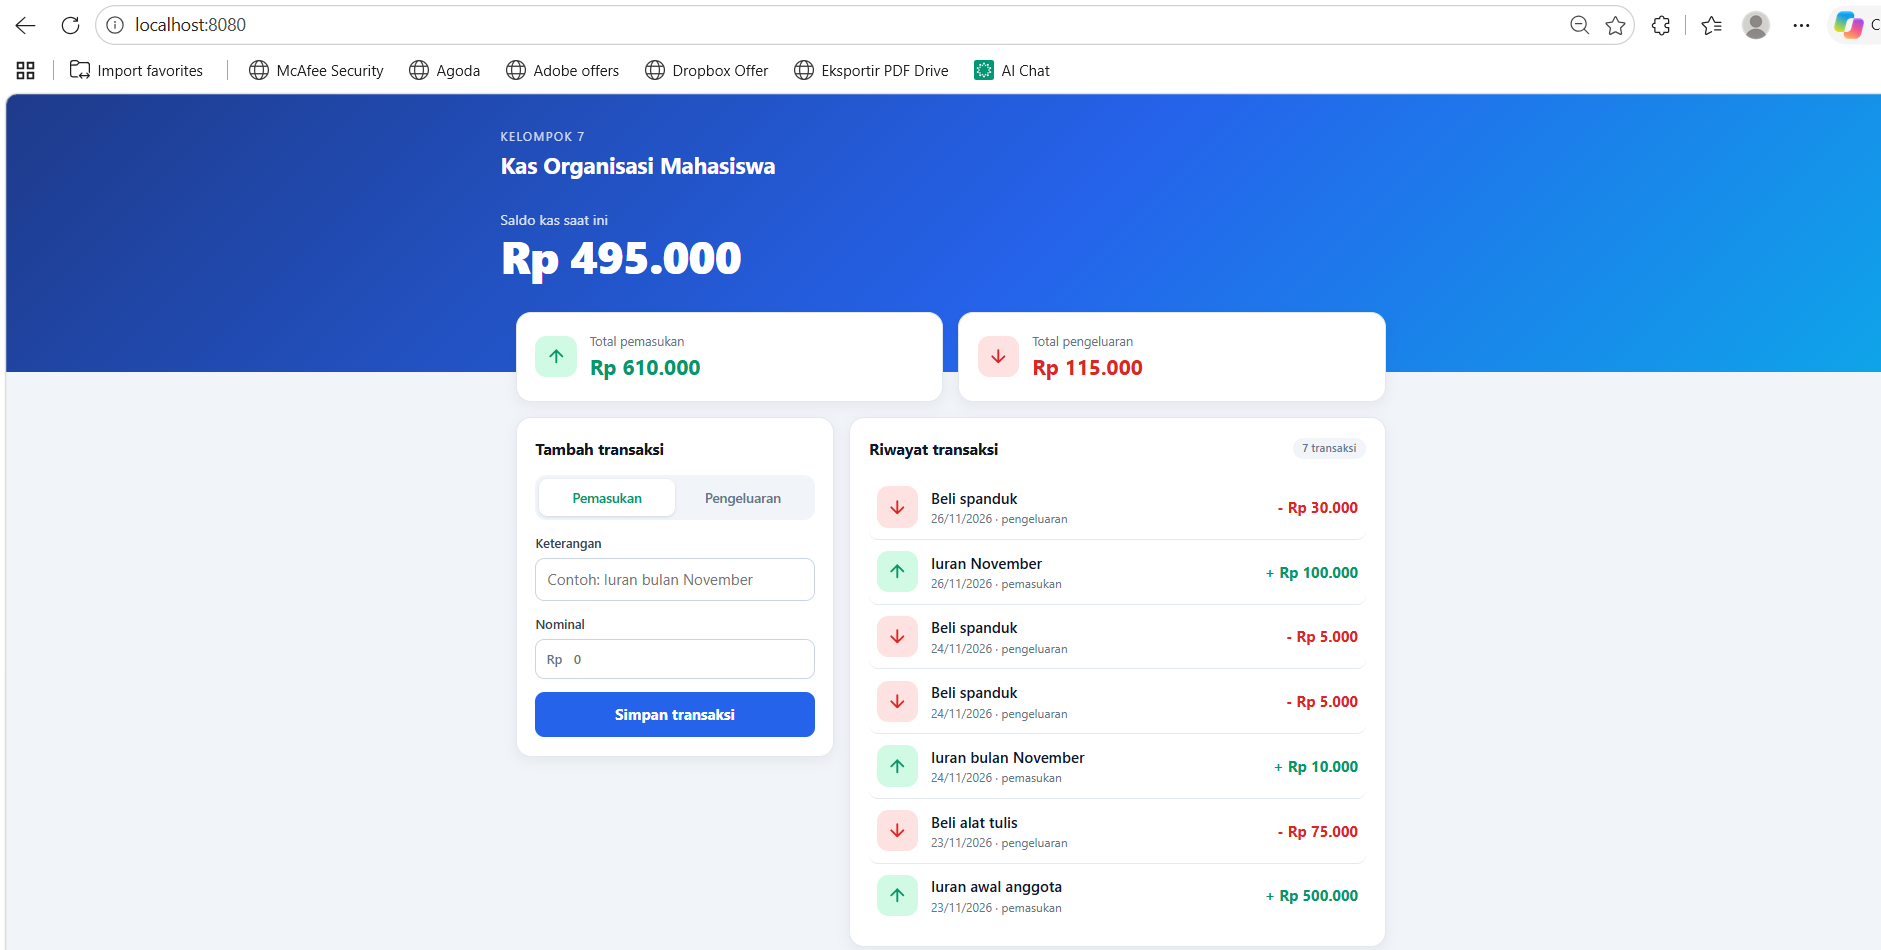 localhost:8080
Import favorites
McAfee Security
Agoda
Adobe offers
Dropbox Offer
Eksportir PDF Drive
AI Chat
KELOMPOK 7
Kas Organisasi Mahasiswa
Saldo kas saat ini
Rp 495.000
Total pemasukan
Rp 610.000
Total pengeluaran
Rp 115.000
Tambah transaksi
Pemasukan
Pengeluaran
Keterangan
Contoh: Iuran bulan November
Nominal
Rp 0
Simpan transaksi
Riwayat transaksi
7 transaksi
Beli spanduk
26/11/2026 · pengeluaran
- Rp 30.000
Iuran November
26/11/2026 · pemasukan
+ Rp 100.000
Beli spanduk
24/11/2026 · pengeluaran
- Rp 5.000
Beli spanduk
24/11/2026 · pengeluaran
- Rp 5.000
Iuran bulan November
24/11/2026 · pemasukan
+ Rp 10.000
Beli alat tulis
23/11/2026 · pengeluaran
- Rp 75.000
Iuran awal anggota
23/11/2026 · pemasukan
+ Rp 500.000